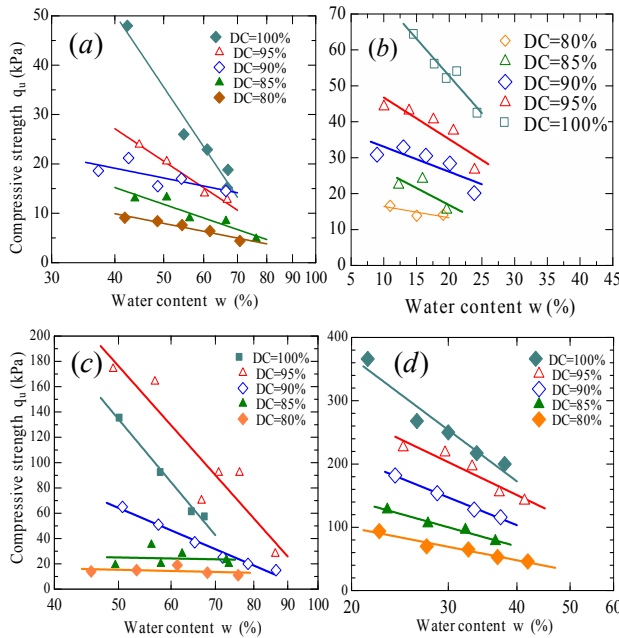 (a)
DC=100%
DC=95%
DC=90%
DC=85%
DC=80%
50
40
30
20
10
0
30 40 50 60 70 80 90 100
Water content w (%)
Compressive strength qu (kPa)
(b)
DC=80%
DC=85%
DC=90%
DC=95%
DC=100%
70
60
50
40
30
20
10
0
5 10 15 20 25 30 35 40 45
Water content w (%)
(c)
DC=100%
DC=95%
DC=90%
DC=85%
DC=80%
200
180
160
140
120
100
80
60
40
20
0
40 50 60 70 80 90 100
Water content w (%)
Compressive strength qu (kPa)
(d)
DC=100%
DC=95%
DC=90%
DC=85%
DC=80%
400
300
200
100
0
20 30 40 50 60
Water content w (%)